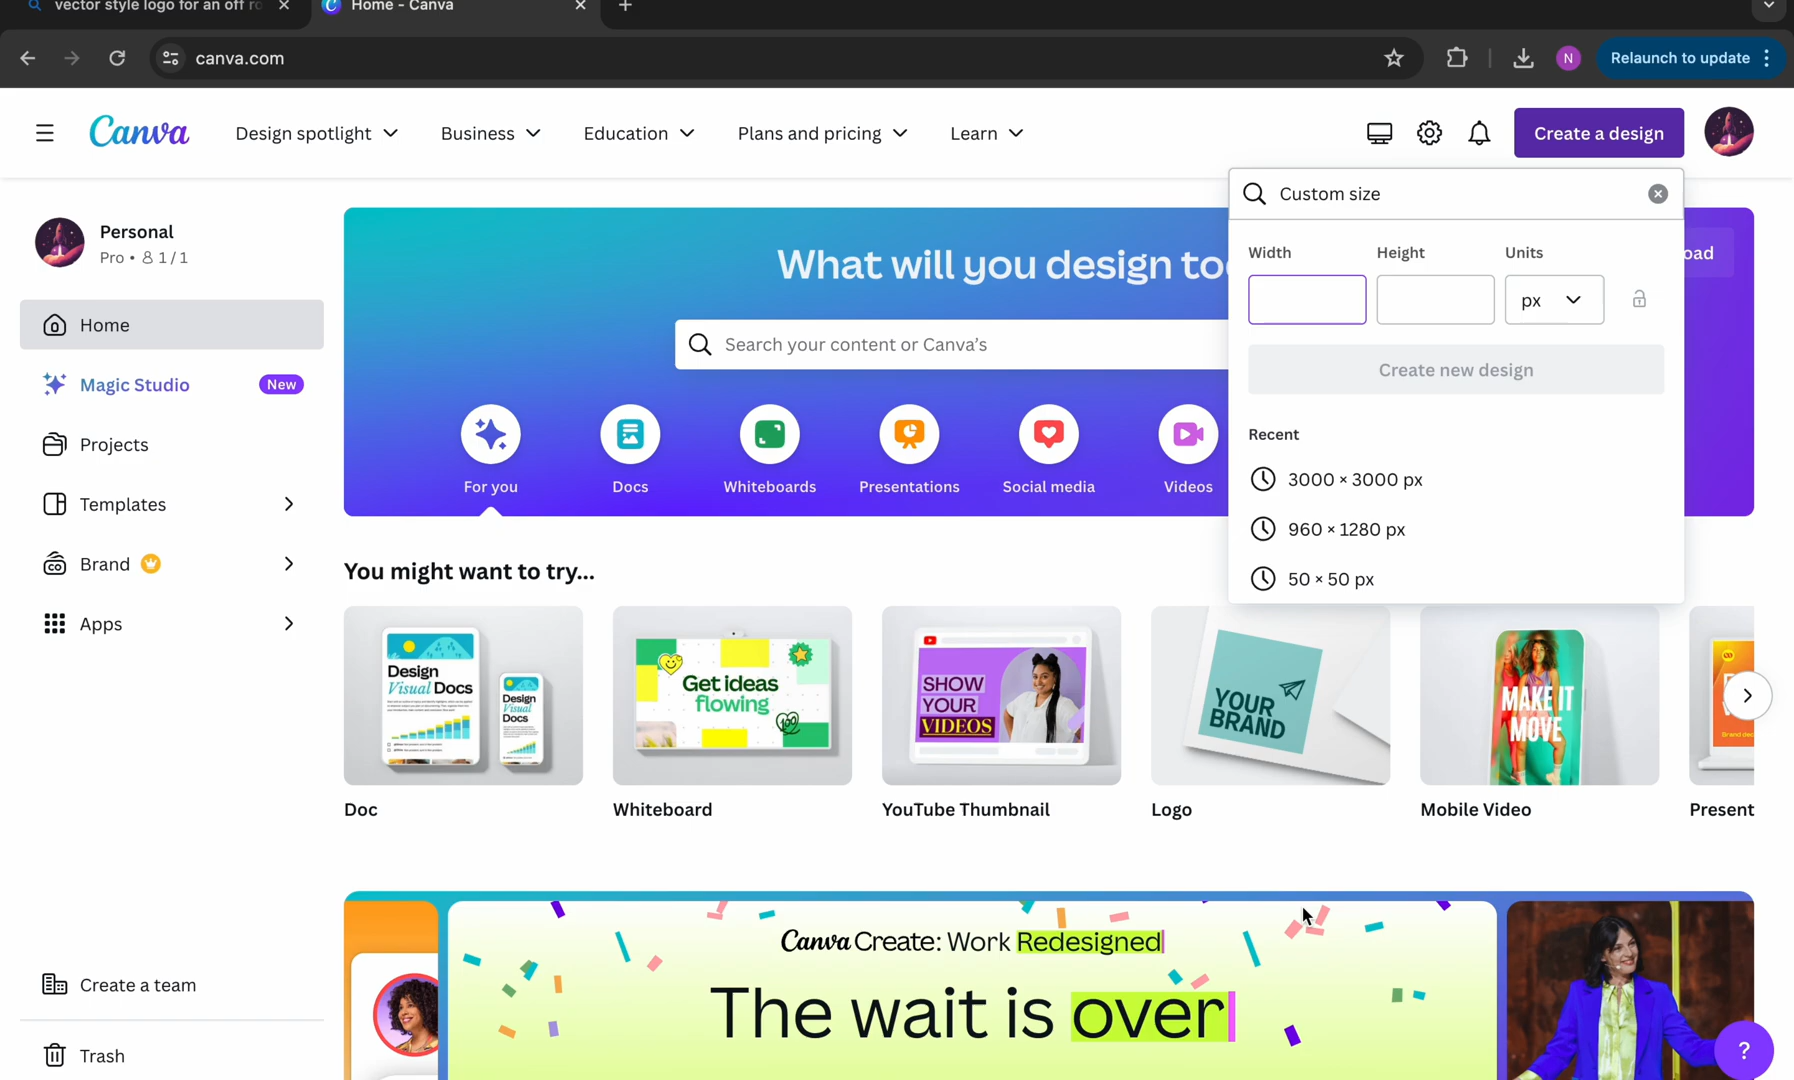 vector style logo for an off ro
Home - Canva
canva.com
N
Relaunch to update
Canva
Design spotlight
Business
Education
Plans and pricing
Learn
Create a design
Personal
Pro • 1/1
Home
Magic Studio
New
Projects
Templates
Brand
Apps
Create a team
Trash
What will you design to
oad
Search your content or Canva's
For you
Docs
Whiteboards
Presentations
Social media
Videos
Custom size
Width
Height
Units
px
Create new design
Recent
3000 × 3000 px
960 × 1280 px
50 × 50 px
You might want to try...
Design
Visual Docs
Design
Visual
Docs
Get ideas
flowing
100
SHOW
YOUR
VIDEOS
YOUR
BRAND
MAKE IT
MOVE
Doc
Whiteboard
YouTube Thumbnail
Logo
Mobile Video
Present
Canva Create: Work Redesigned
The wait is over
?